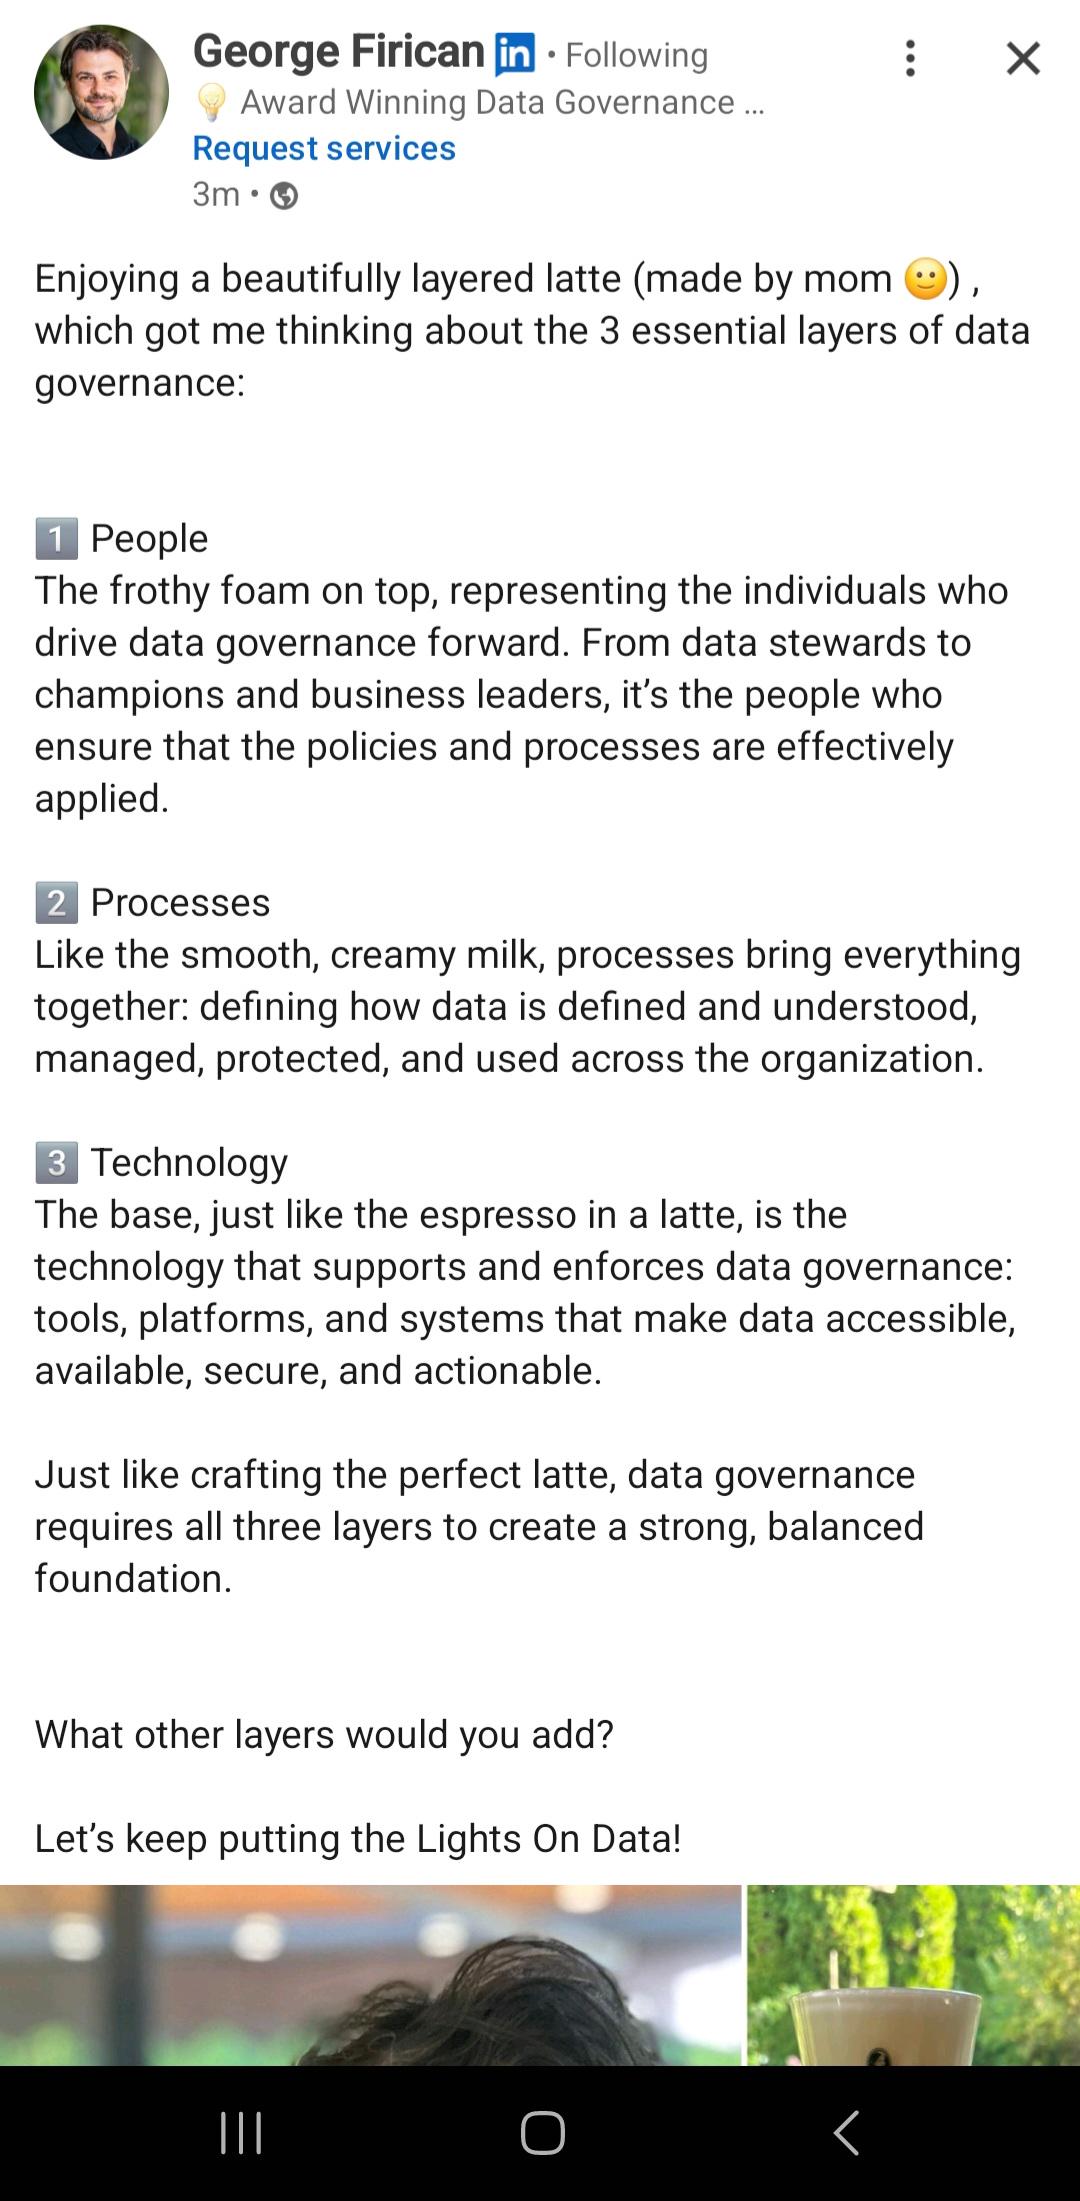 George Firican in • Following
💡 Award Winning Data Governance ...
Request services
3m •
Enjoying a beautifully layered latte (made by mom 🙂) ,
which got me thinking about the 3 essential layers of data
governance:
1️⃣ People
The frothy foam on top, representing the individuals who
drive data governance forward. From data stewards to
champions and business leaders, it’s the people who
ensure that the policies and processes are effectively
applied.
2️⃣ Processes
Like the smooth, creamy milk, processes bring everything
together: defining how data is defined and understood,
managed, protected, and used across the organization.
3️⃣ Technology
The base, just like the espresso in a latte, is the
technology that supports and enforces data governance:
tools, platforms, and systems that make data accessible,
available, secure, and actionable.
Just like crafting the perfect latte, data governance
requires all three layers to create a strong, balanced
foundation.
What other layers would you add?
Let’s keep putting the Lights On Data!